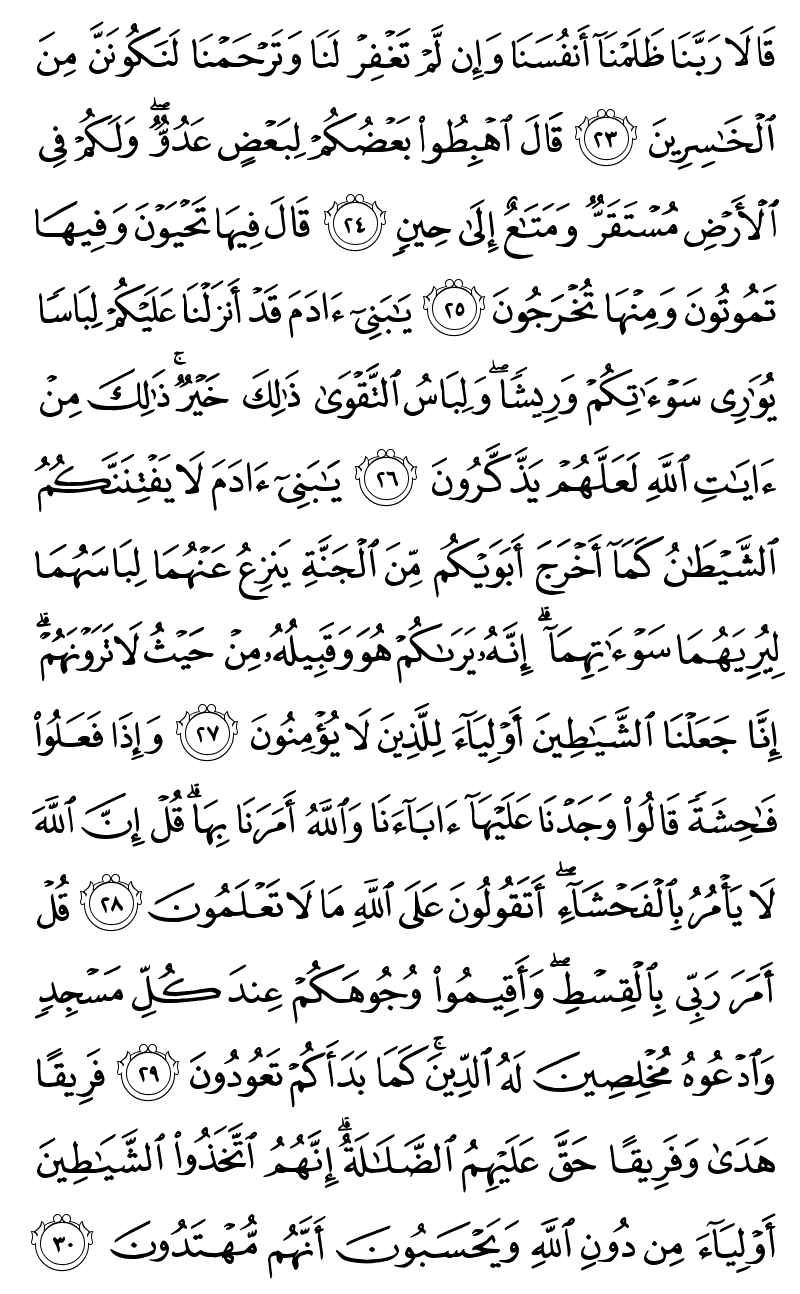 قَالَا رَبَّنَا ظَلَمۡنَآ أَنفُسَنَا وَإِن لَّمۡ تَغۡفِرۡ لَنَا وَتَرۡحَمۡنَا لَنَكُونَنَّ مِنَ
ٱلۡخَٰسِرِينَ ٢٣ قَالَ ٱهۡبِطُواْ بَعۡضُكُمۡ لِبَعۡضٍ عَدُوّٞۖ وَلَكُمۡ فِي
ٱلۡأَرۡضِ مُسۡتَقَرّٞ وَمَتَٰعٌ إِلَىٰ حِينٖ ٢٤ قَالَ فِيهَا تَحۡيَوۡنَ وَفِيهَا
تَمُوتُونَ وَمِنۡهَا تُخۡرَجُونَ ٢٥ يَٰبَنِيٓ ءَادَمَ قَدۡ أَنزَلۡنَا عَلَيۡكُمۡ لِبَاسٗا
يُوَٰرِي سَوۡءَٰتِكُمۡ وَرِيشٗاۖ وَلِبَاسُ ٱلتَّقۡوَىٰ ذَٰلِكَ خَيۡرٞۚ ذَٰلِكَ مِنۡ
ءَايَٰتِ ٱللَّهِ لَعَلَّهُمۡ يَذَّكَّرُونَ ٢٦ يَٰبَنِيٓ ءَادَمَ لَا يَفۡتِنَنَّكُمُ
ٱلشَّيۡطَٰنُ كَمَآ أَخۡرَجَ أَبَوَيۡكُم مِّنَ ٱلۡجَنَّةِ يَنزِعُ عَنۡهُمَا لِبَاسَهُمَا
لِيُرِيَهُمَا سَوۡءَٰتِهِمَآۗ إِنَّهُۥ يَرَىٰكُمۡ هُوَ وَقَبِيلُهُۥ مِنۡ حَيۡثُ لَا تَرَوۡنَهُمۡۗ
إِنَّا جَعَلۡنَا ٱلشَّيَٰطِينَ أَوۡلِيَآءَ لِلَّذِينَ لَا يُؤۡمِنُونَ ٢٧ وَإِذَا فَعَلُواْ
فَٰحِشَةٗ قَالُواْ وَجَدۡنَا عَلَيۡهَآ ءَابَآءَنَا وَٱللَّهُ أَمَرَنَا بِهَاۗ قُلۡ إِنَّ ٱللَّهَ
لَا يَأۡمُرُ بِٱلۡفَحۡشَآءِۖ أَتَقُولُونَ عَلَى ٱللَّهِ مَا لَا تَعۡلَمُونَ ٢٨ قُلۡ
أَمَرَ رَبِّي بِٱلۡقِسۡطِۖ وَأَقِيمُواْ وُجُوهَكُمۡ عِندَ كُلِّ مَسۡجِدٖ
وَٱدۡعُوهُ مُخۡلِصِينَ لَهُ ٱلدِّينَۚ كَمَا بَدَأَكُمۡ تَعُودُونَ ٢٩ فَرِيقًا
هَدَىٰ وَفَرِيقًا حَقَّ عَلَيۡهِمُ ٱلضَّلَٰلَةُۗ إِنَّهُمُ ٱتَّخَذُواْ ٱلشَّيَٰطِينَ
أَوۡلِيَآءَ مِن دُونِ ٱللَّهِ وَيَحۡسَبُونَ أَنَّهُم مُّهۡتَدُونَ ٣٠